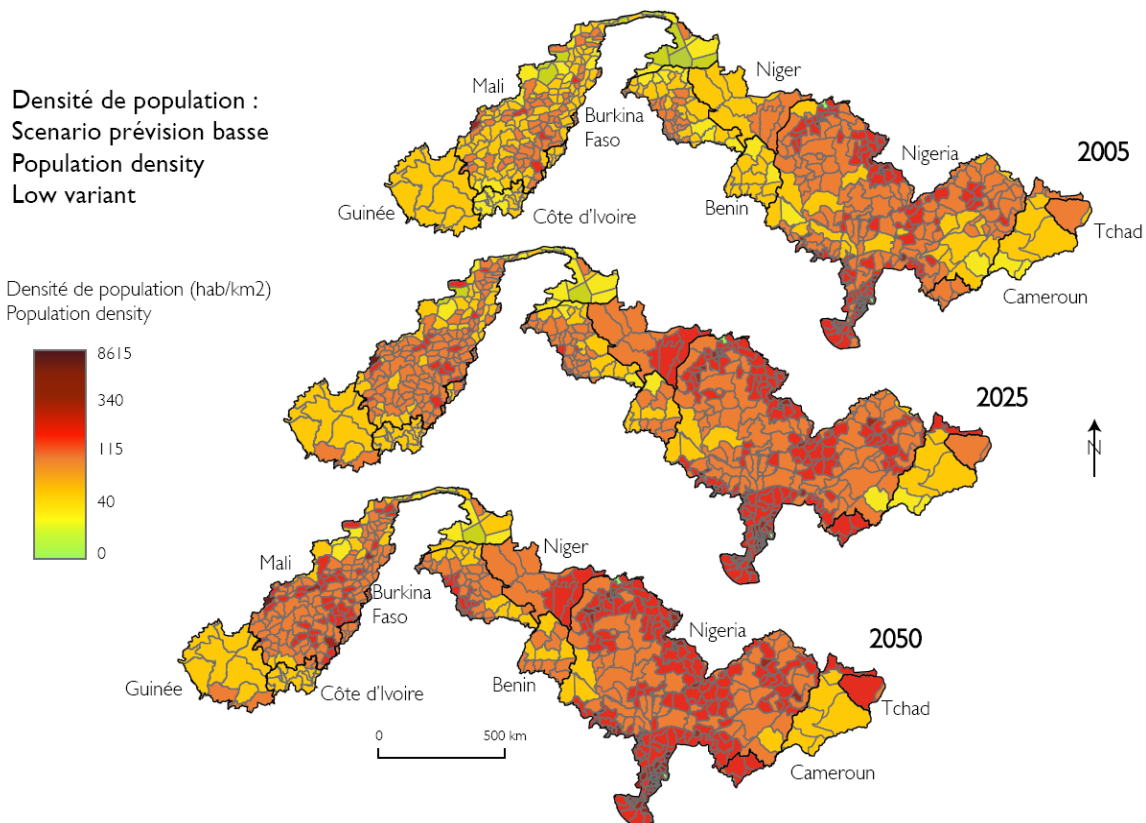 Densité de population :
Scenario prévision basse
Population density
Low variant
Mali
Niger
Burkina
Faso
Nigeria
2005
Guinée
Côte d'Ivoire
Benin
Tchad
Cameroun
Densité de population (hab/km2)
Population density
8615
340
115
40
0
2025
N
Mali
Niger
Burkina
Faso
Nigeria
2050
Guinée
Côte d'Ivoire
Benin
Tchad
Cameroun
0
500 km